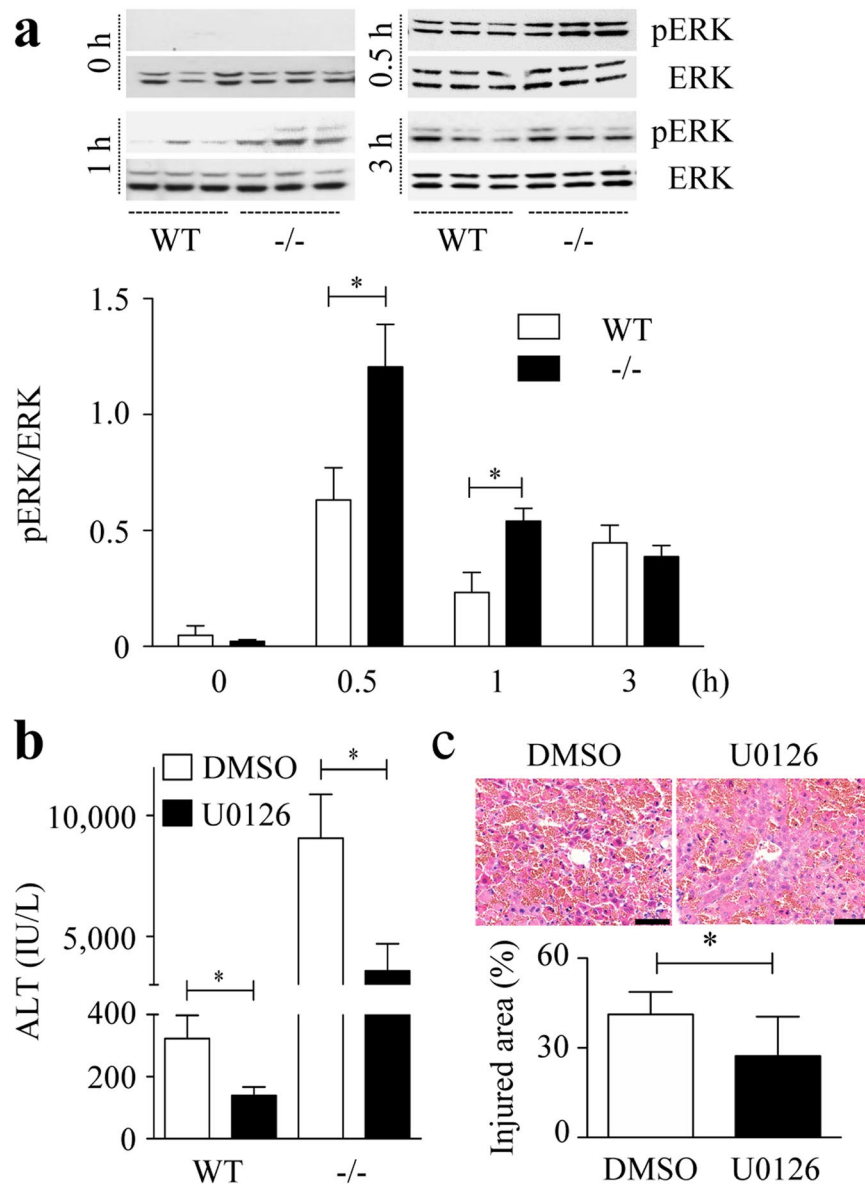 a
0 h
0.5 h
pERK
ERK
1 h
3 h
pERK
ERK
WT -/- WT -/-
* 
*
WT
-/-
pERK/ERK
1.5
1.0
0.5
0
0 0.5 1 3 (h)
b
DMSO
U0126
*
*
ALT (IU/L)
10,000
5,000
400
200
0
WT -/-
c
DMSO U0126
*
Injured area (%)
60
30
0
DMSO U0126